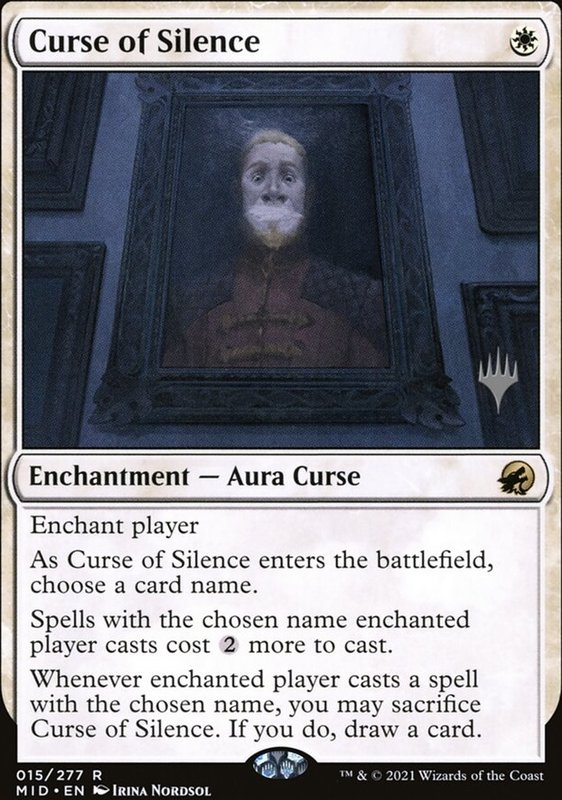 Curse of Silence
Enchantment — Aura Curse
Enchant player
As Curse of Silence enters the battlefield,
choose a card name.
Spells with the chosen name enchanted
player casts cost 2 more to cast.
Whenever enchanted player casts a spell
with the chosen name, you may sacrifice
Curse of Silence. If you do, draw a card.
015/277 R
MID • EN Irina Nordsol
™ & © 2021 Wizards of the Coast